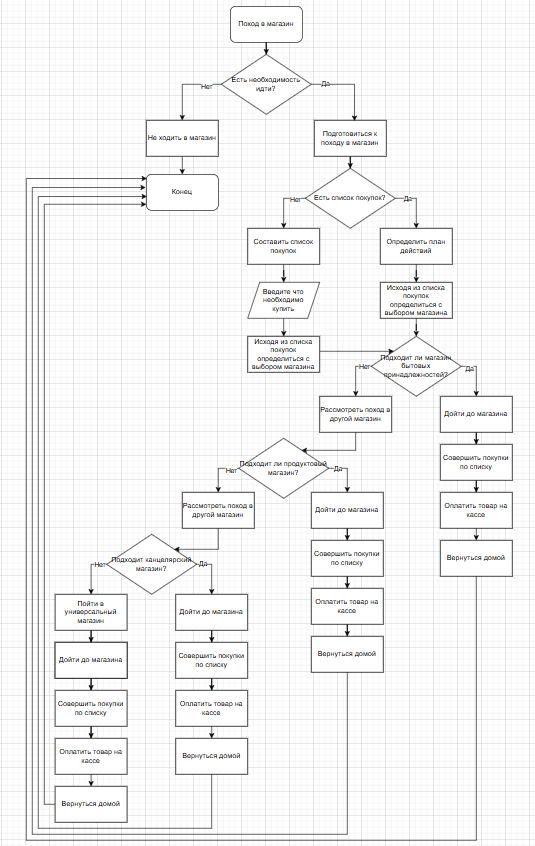 Поход в магазин
Есть необходимость
идти?
Нет
Да
Не ходить в магазин
Подготовиться к
походу в магазин
Конец
Есть список покупок?
Нет
Да
Составить список
покупок
Определить план
действий
Введите что
необходимо
купить
Исходя из списка
покупок
определиться с
выбором магазина
Исходя из списка
покупок
определиться с
выбором магазина
Подходит ли магазин
бытовых
принадлежностей?
Нет
Да
Рассмотреть поход в
другой магазин
Дойти до магазина
Совершить покупки
по списку
Оплатить товар на
кассе
Вернуться домой
Подходит ли продуктовый
магазин?
Нет
Да
Рассмотреть поход в
другой магазин
Дойти до магазина
Совершить покупки
по списку
Оплатить товар на
кассе
Вернуться домой
Подходит канцелярский
магазин?
Нет
Да
Пойти в
универсальный
магазин
Дойти до магазина
Дойти до магазина
Совершить покупки
по списку
Совершить покупки
по списку
Оплатить товар на
кассе
Оплатить товар на
кассе
Вернуться домой
Вернуться домой